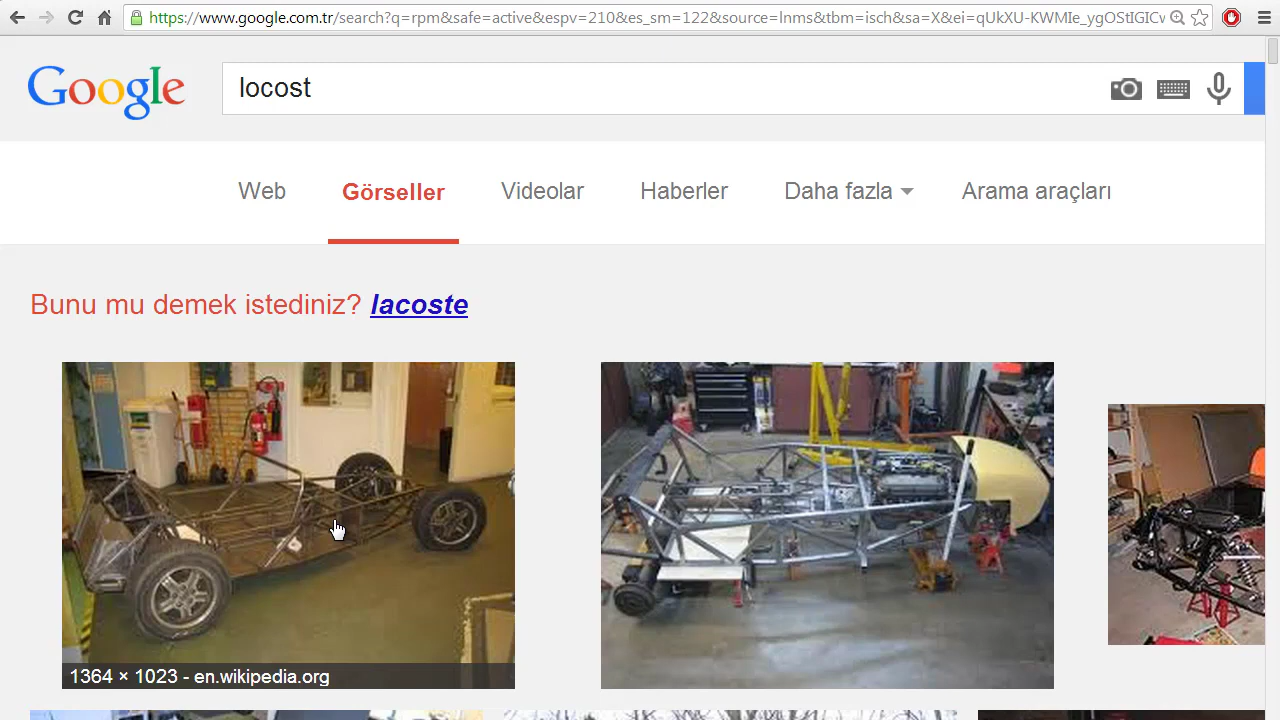 https://www.google.com.tr/search?q=rpm&safe=active&espv=210&es_sm=122&source=lnms&tbm=isch&sa=X&ei=qUkXU-KWMIe_ygOStIGICv
Google
locost
Web Görseller Videolar Haberler Daha fazla Arama araçları
Bunu mu demek istediniz? lacoste
1364 × 1023 - en.wikipedia.org